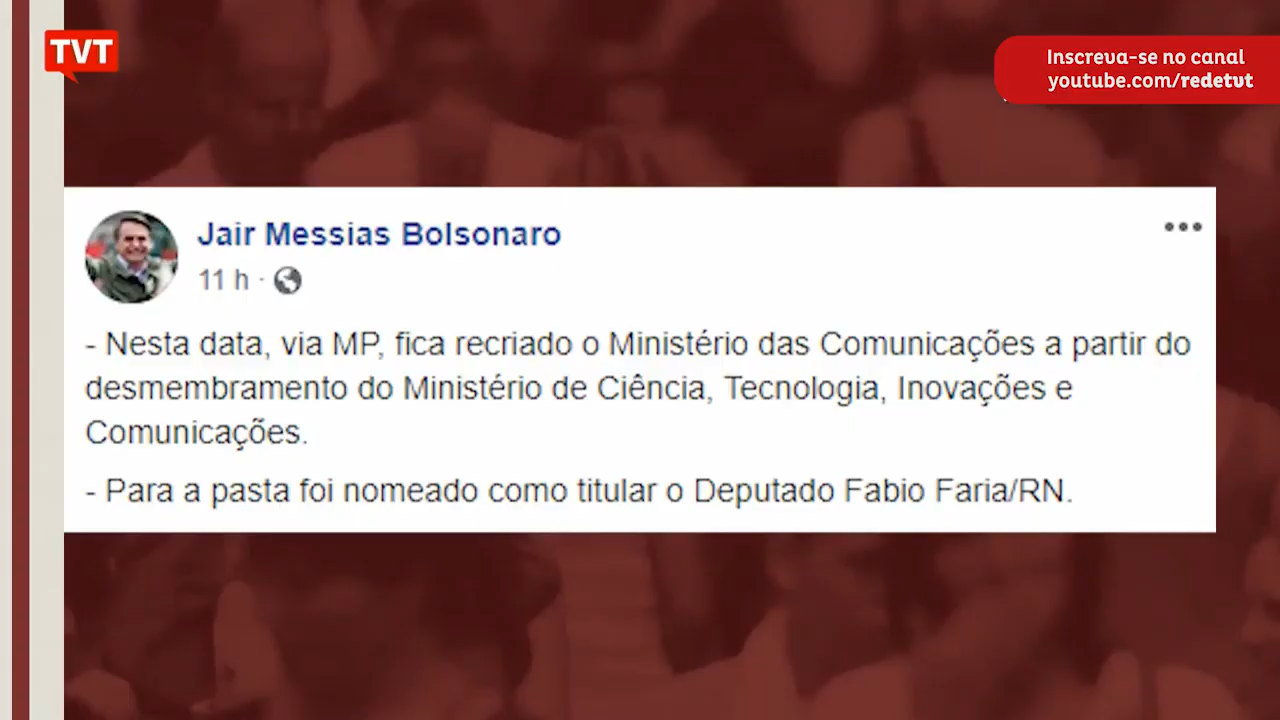 TVT
Inscreva-se no canal
youtube.com/redetvt
Jair Messias Bolsonaro
11 h ·
- Nesta data, via MP, fica recriado o Ministério das Comunicações a partir do
desmembramento do Ministério de Ciência, Tecnologia, Inovações e
Comunicações.
- Para a pasta foi nomeado como titular o Deputado Fabio Faria/RN.